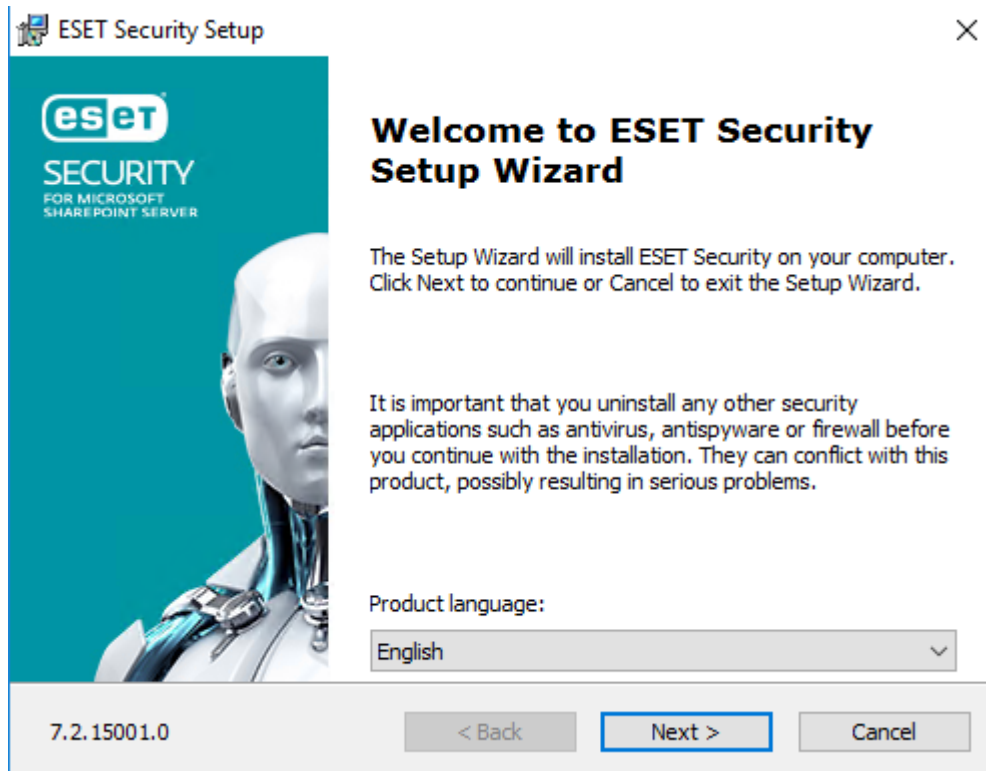 ESET Security Setup
eset
SECURITY
FOR MICROSOFT
SHAREPOINT SERVER
Welcome to ESET Security
Setup Wizard
The Setup Wizard will install ESET Security on your computer.
Click Next to continue or Cancel to exit the Setup Wizard.
It is important that you uninstall any other security
applications such as antivirus, antispyware or firewall before
you continue with the installation. They can conflict with this
product, possibly resulting in serious problems.
Product language:
English
7.2.15001.0
< Back
Next >
Cancel